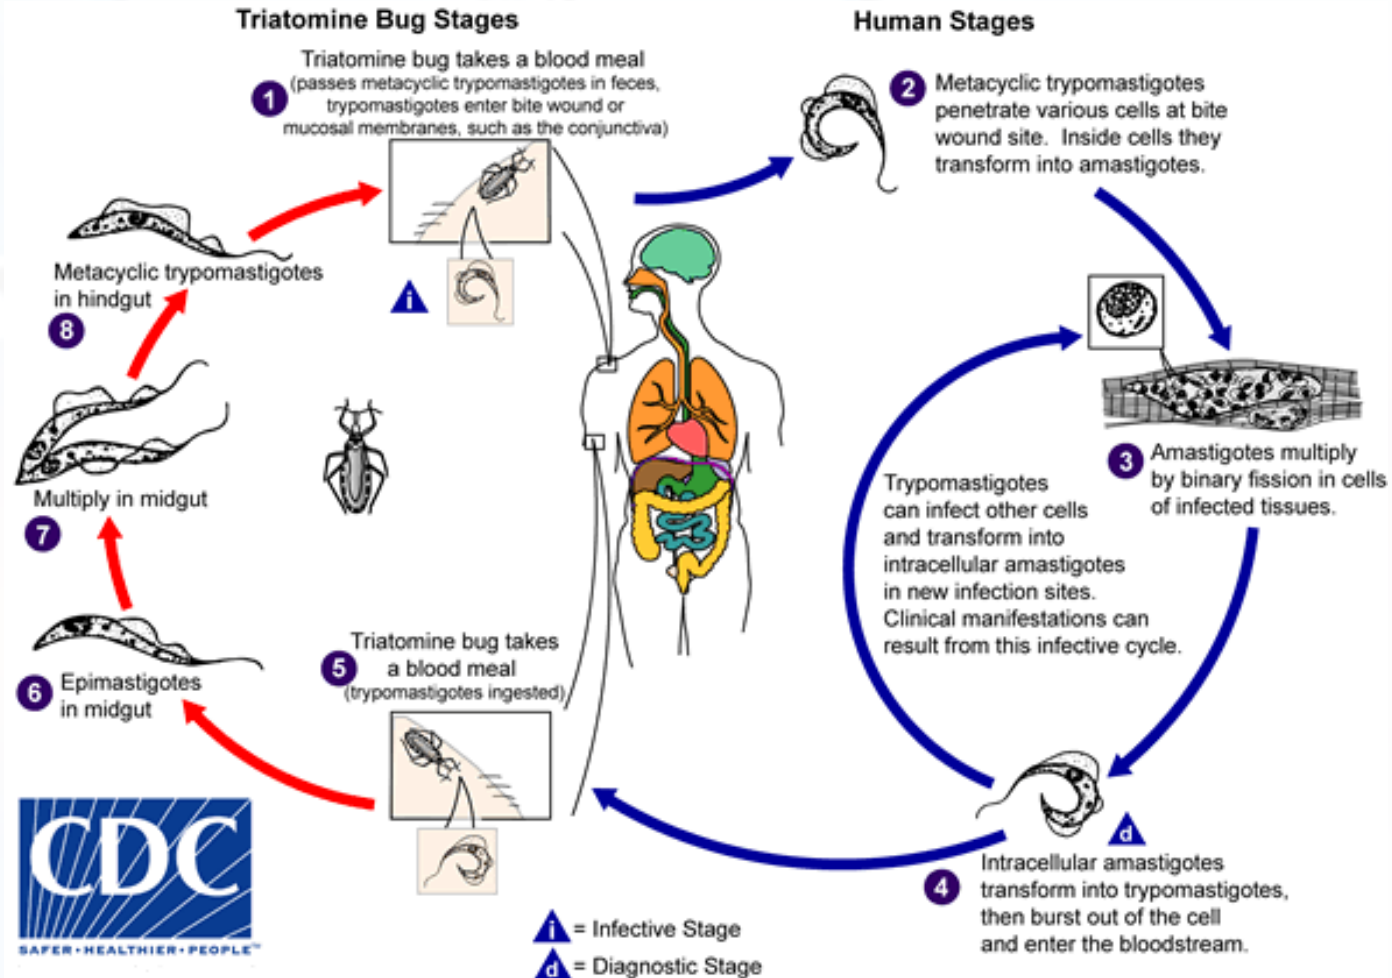 Triatomine Bug Stages
Human Stages
Triatomine bug takes a blood meal
(passes metacyclic trypomastigotes in feces,
trypomastigotes enter bite wound or
mucosal membranes, such as the conjunctiva)
1
2
Metacyclic trypomastigotes
penetrate various cells at bite
wound site. Inside cells they
transform into amastigotes.
Metacyclic trypomastigotes
in hindgut
8
i
3
Amastigotes multiply
by binary fission in cells
of infected tissues.
Multiply in midgut
7
Trypomastigotes
can infect other cells
and transform into
intracellular amastigotes
in new infection sites.
Clinical manifestations can
result from this infective cycle.
5
Triatomine bug takes
a blood meal
(trypomastigotes ingested)
6
Epimastigotes
in midgut
d
4
Intracellular amastigotes
transform into trypomastigotes,
then burst out of the cell
and enter the bloodstream.
CDC
SAFER•HEALTHIER•PEOPLE™
i = Infective Stage
d = Diagnostic Stage